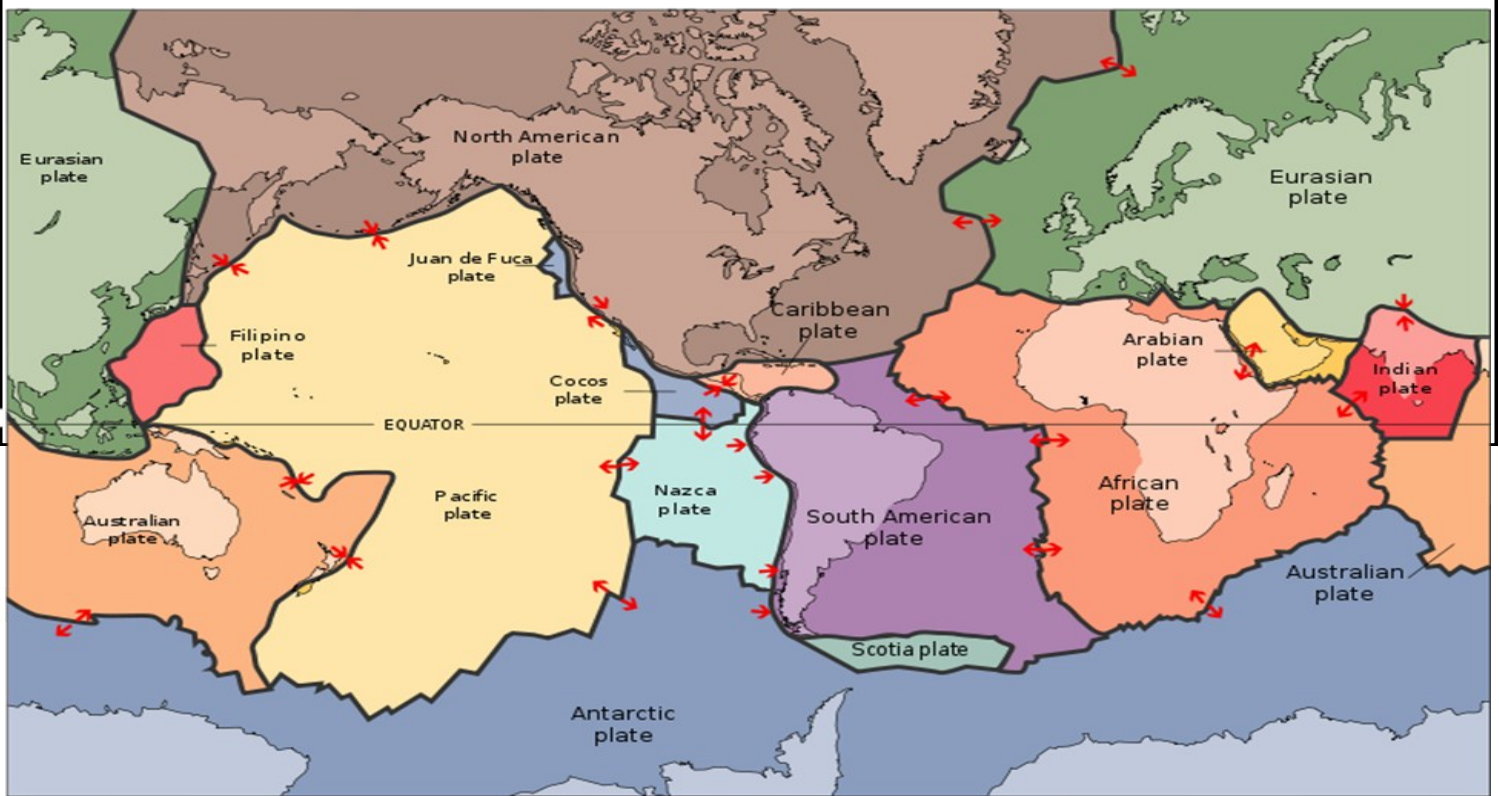 North American
plate
Eurasian
plate
Eurasian
plate
Juan de Fuca
plate
Caribbean
plate
Filipino
plate
Arabian
plate
Indian
plate
Cocos
plate
EQUATOR
Nazca
plate
Pacific
plate
African
plate
South American
plate
Australian
plate
Australian
plate
Scotia plate
Antarctic
plate